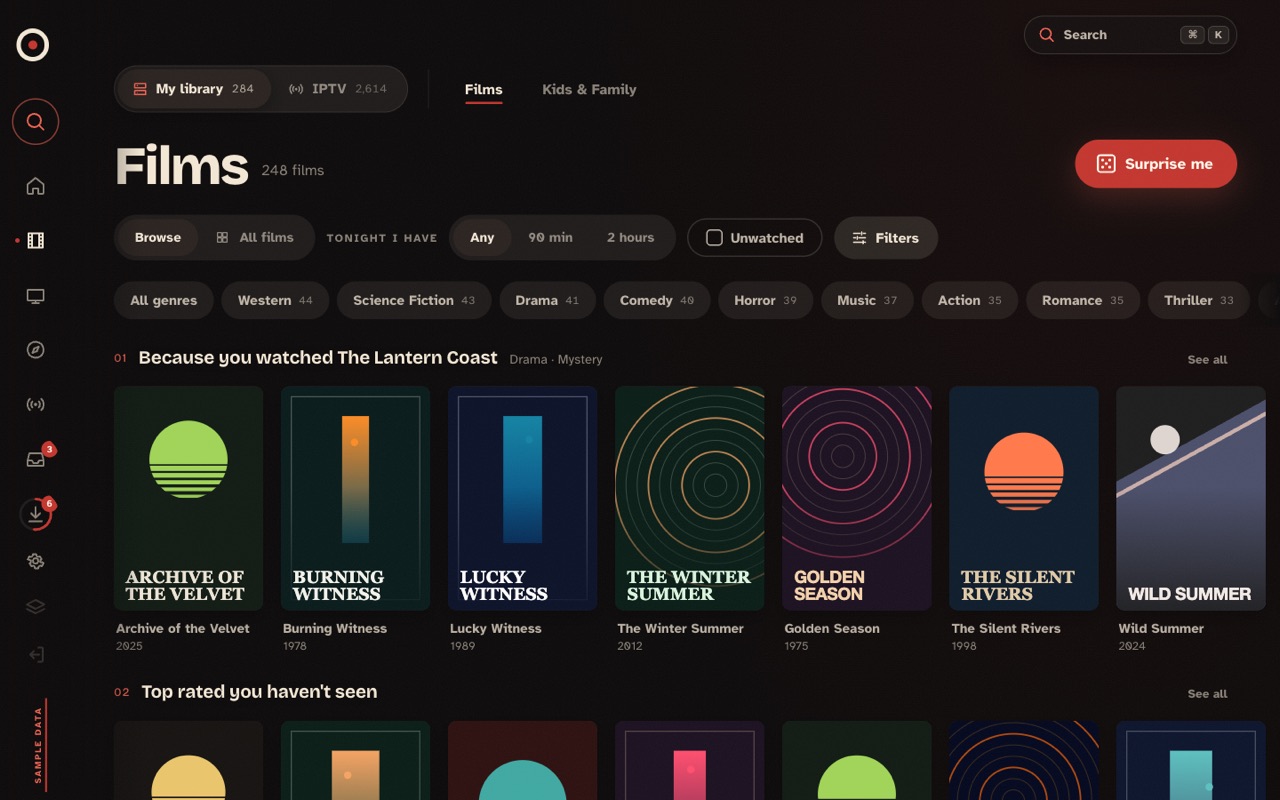 Search ⌘ K
My library 284 IPTV 2,614 Films Kids & Family
Films 248 films
Surprise me
Browse All films TONIGHT I HAVE Any 90 min 2 hours Unwatched Filters
All genres Western 44 Science Fiction 43 Drama 41 Comedy 40 Horror 39 Music 37 Action 35 Romance 35 Thriller 33
01 Because you watched The Lantern Coast Drama · Mystery See all
ARCHIVE OF
THE VELVET
BURNING
WITNESS
LUCKY
WITNESS
THE WINTER
SUMMER
GOLDEN
SEASON
THE SILENT
RIVERS
WILD SUMMER
Archive of the Velvet
2025
Burning Witness
1978
Lucky Witness
1989
The Winter Summer
2012
Golden Season
1975
The Silent Rivers
1998
Wild Summer
2024
02 Top rated you haven't seen See all
3
6
SAMPLE DATA